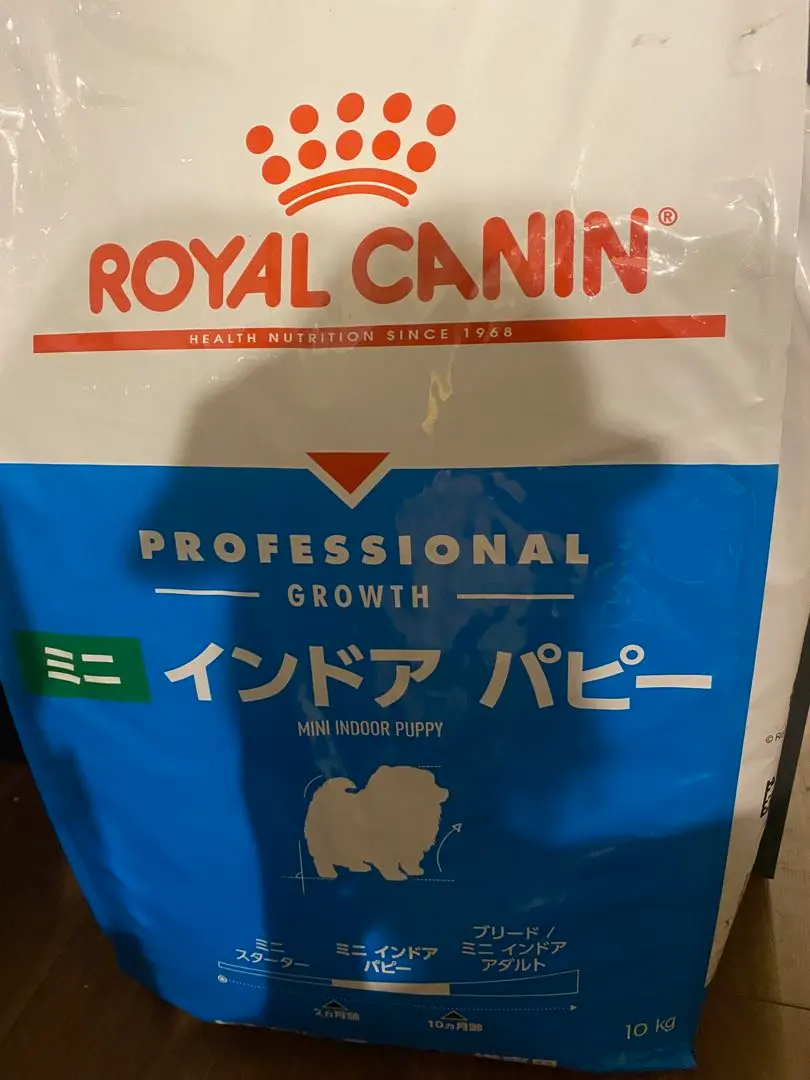 ROYAL CANIN®
HEALTH NUTRITION SINCE 1968
PROFESSIONAL
GROWTH
ミニ インドア パピー
MINI INDOOR PUPPY
ミニ
スターター
ミニ インドア
パピー
ブリード /
ミニ インドア
アダルト
2ヵ月齢
10ヵ月齢
10 kg